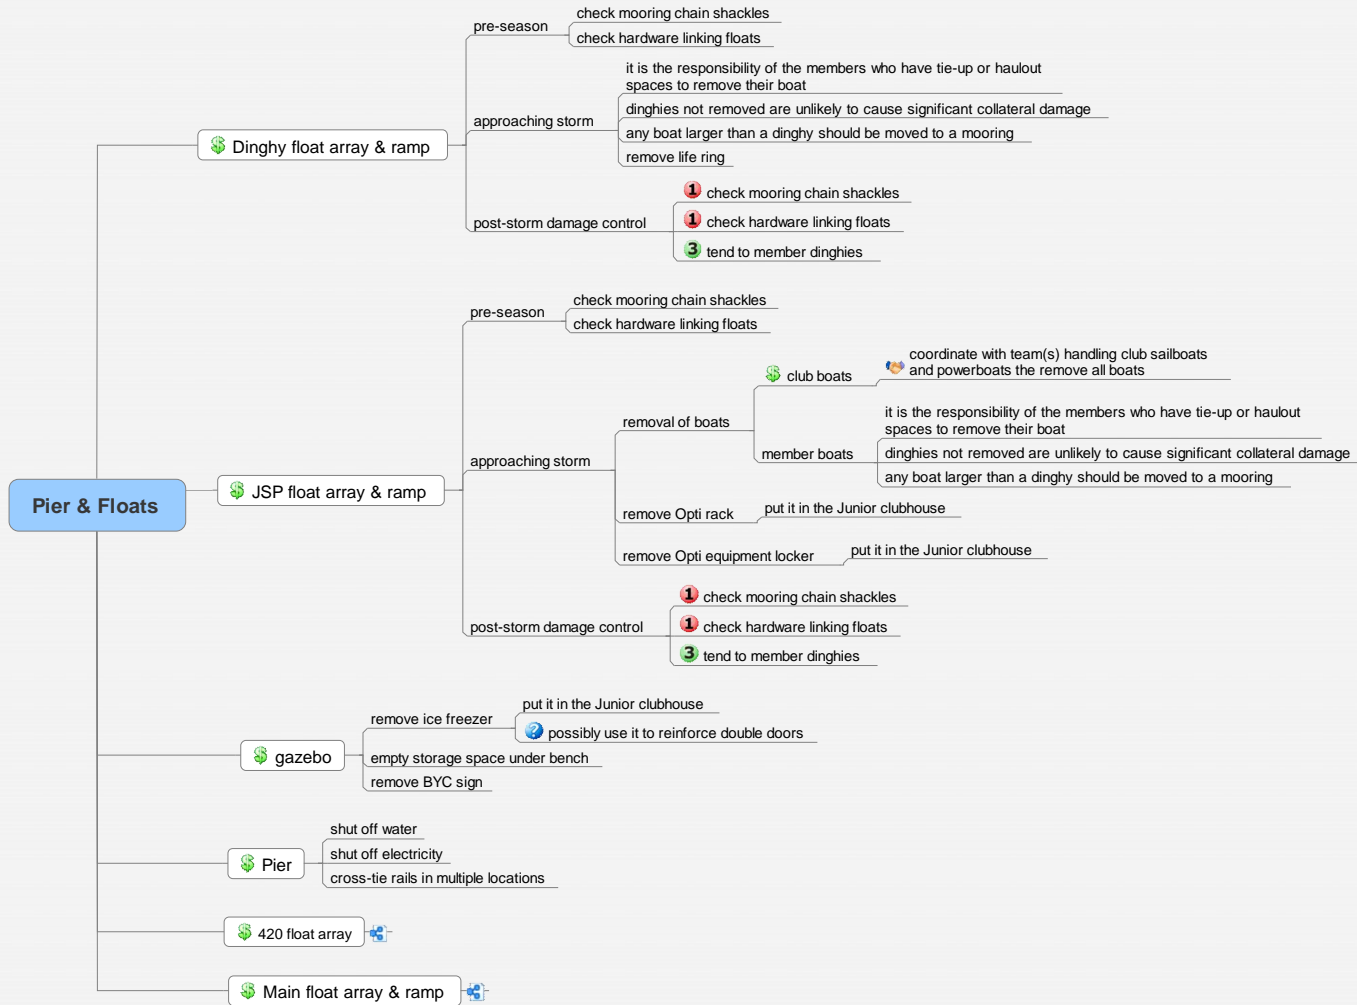 Pier & Floats
Dinghy float array & ramp
pre-season
check mooring chain shackles
check hardware linking floats
approaching storm
it is the responsibility of the members who have tie-up or haulout
spaces to remove their boat
dinghies not removed are unlikely to cause significant collateral damage
any boat larger than a dinghy should be moved to a mooring
remove life ring
post-storm damage control
1 check mooring chain shackles
1 check hardware linking floats
3 tend to member dinghies
JSP float array & ramp
pre-season
check mooring chain shackles
check hardware linking floats
approaching storm
removal of boats
club boats
coordinate with team(s) handling club sailboats
and powerboats the remove all boats
member boats
it is the responsibility of the members who have tie-up or haulout
spaces to remove their boat
dinghies not removed are unlikely to cause significant collateral damage
any boat larger than a dinghy should be moved to a mooring
remove Opti rack
put it in the Junior clubhouse
remove Opti equipment locker
put it in the Junior clubhouse
post-storm damage control
1 check mooring chain shackles
1 check hardware linking floats
3 tend to member dinghies
gazebo
remove ice freezer
put it in the Junior clubhouse
? possibly use it to reinforce double doors
empty storage space under bench
remove BYC sign
Pier
shut off water
shut off electricity
cross-tie rails in multiple locations
420 float array
Main float array & ramp